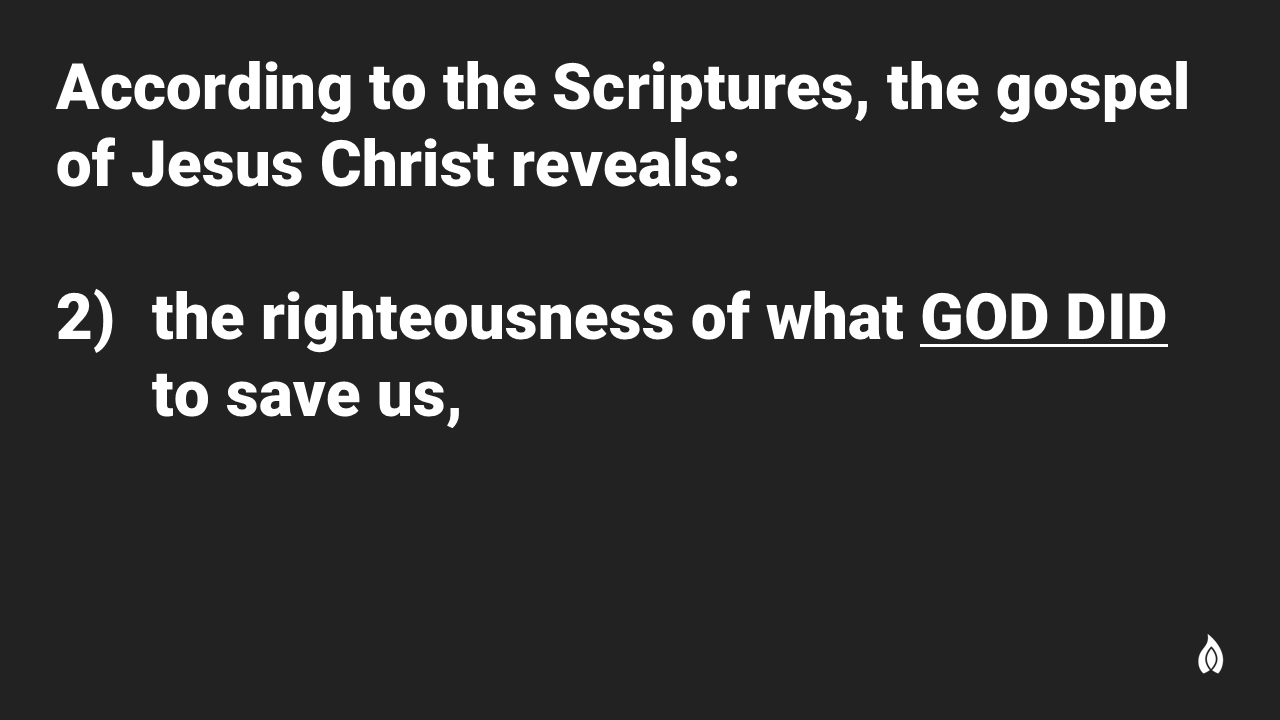 According to the Scriptures, the gospel
of Jesus Christ reveals:
2) the righteousness of what GOD DID
to save us,